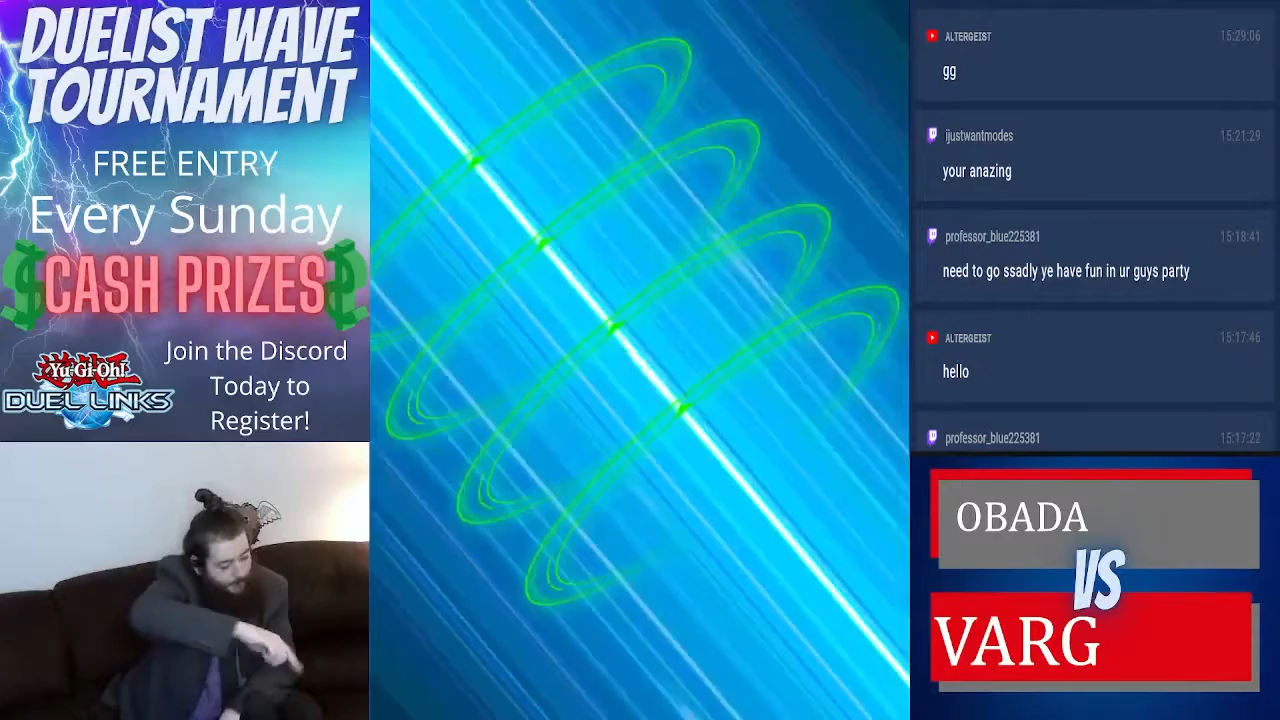 DUELIST WAVE
TOURNAMENT
FREE ENTRY
Every Sunday
$ CASH PRIZES $
Yu-Gi-Oh!
DUEL LINKS
Join the Discord
Today to
Register!
ALTERGEIST 15:29:06
gg
ijustwantmodes 15:21:29
your anazing
professor_blue225381 15:18:41
need to go ssadly ye have fun in ur guys party
ALTERGEIST 15:17:46
hello
professor_blue225381 15:17:22
OBADA
VS
VARG